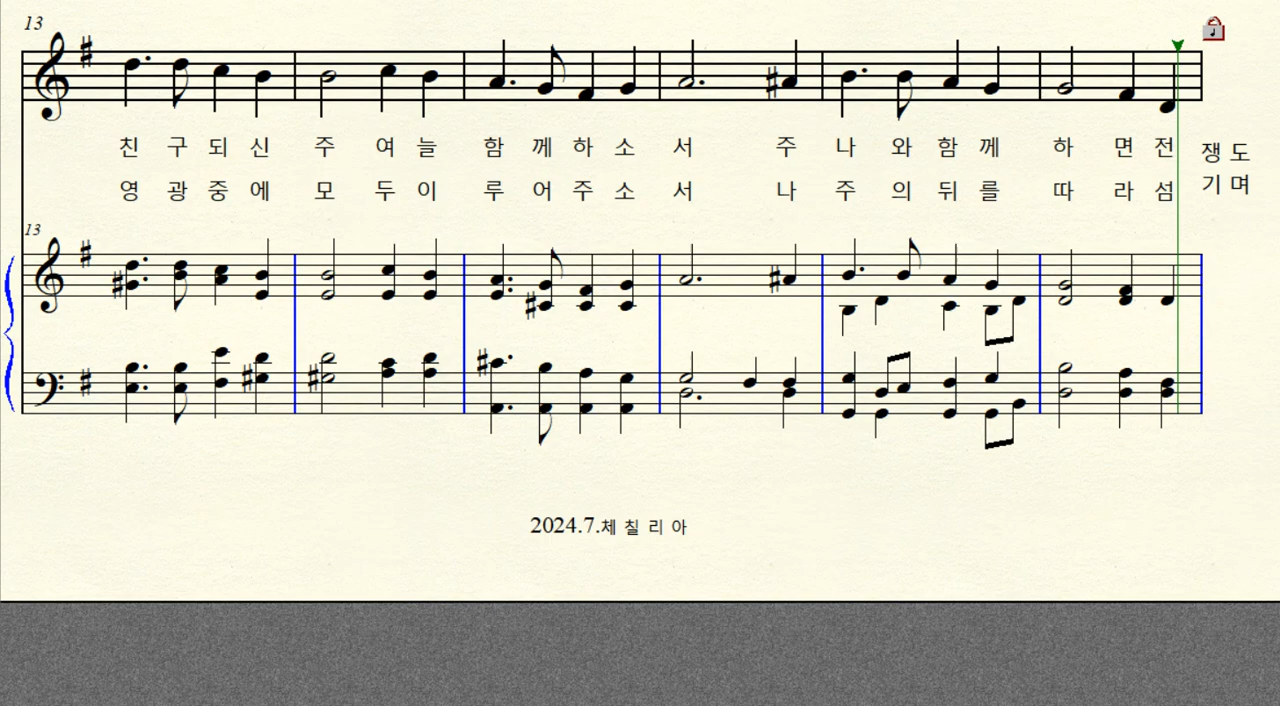 13
친 구 되 신 주 여 늘 함 께 하 소 서 주 나 와 함 께 하 면 전 쟁 도
영 광 중 에 모 두 이 루 어 주 소 서 나 주 의 뒤 를 따 라 섬 기 며
13
2024.7.체 칠 리 아